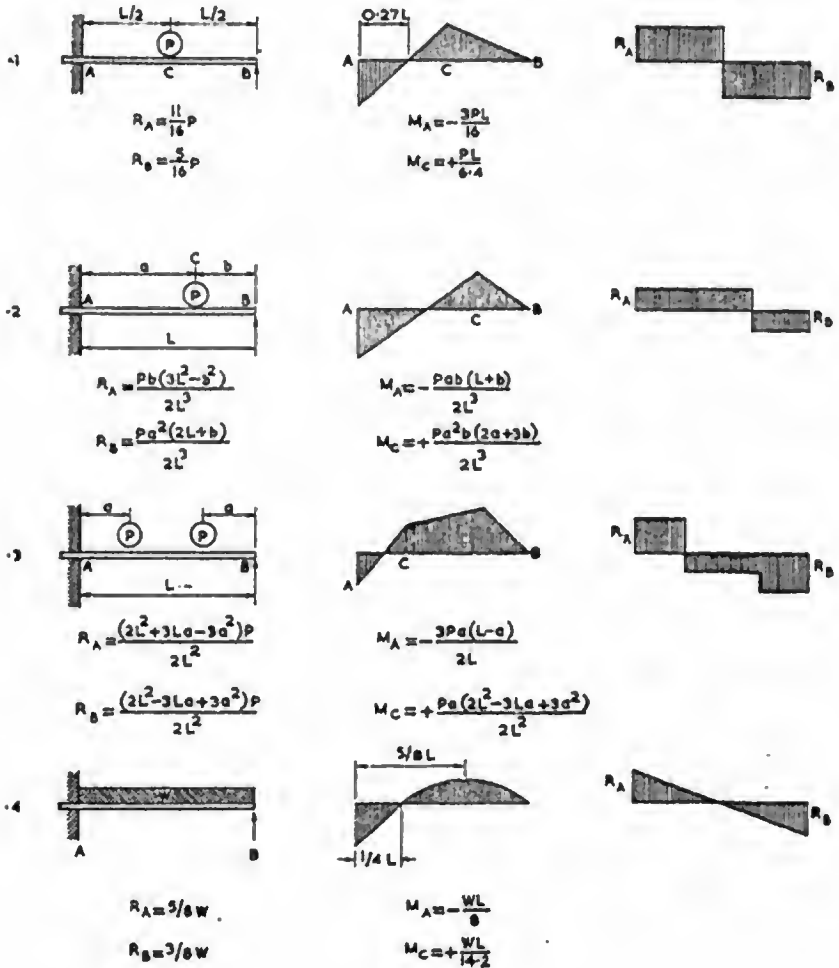 L/2 L/2 0·27L
·1 P A C B A C B R_A R_B
R_A = 11/16 P M_A = -3PL/16
R_B = 5/16 P M_C = +PL/6·4
a C b
·2 A P B A C B R_A R_B
L
R_A = Pb(3L²-b²)/2L³ M_A = -Pab(L+b)/2L³
R_B = Pa²(2L+b)/2L³ M_C = +Pa²b(2a+3b)/2L³
a a
P P
·3 A B A C B R_A R_B
L
R_A = (2L²+3La-3a²)P/2L² M_A = -3Pa(L-a)/2L
R_B = (2L²-3La+3a²)P/2L² M_C = +Pa(2L²-3La+3a²)/2L²
5/8 L
·4 W R_A R_B
A B 1/4 L
R_A = 5/8 W M_A = -WL/8
R_B = 3/8 W M_C = +WL/14·2